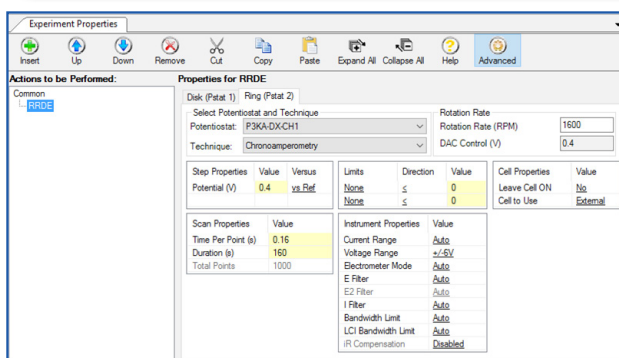 Experiment Properties
Insert Up Down Remove Cut Copy Paste Expand All Collapse All Help Advanced
Actions to be Performed:
Common
RRDE
Properties for RRDE
Disk (Pstat 1) Ring (Pstat 2)
Select Potentiostat and Technique
Potentiostat: P3KA-DX-CH1
Technique: Chronoamperometry
Rotation Rate
Rotation Rate (RPM) 1600
DAC Control (V) 0.4
Step Properties Value Versus
Potential (V) 0.4 vs Ref
Limits Direction Value
None ≤ 0
None ≤ 0
Cell Properties Value
Leave Cell ON No
Cell to Use External
Scan Properties Value
Time Per Point (s) 0.16
Duration (s) 160
Total Points 1000
Instrument Properties Value
Current Range Auto
Voltage Range +/-6V
Electrometer Mode Auto
E Filter Auto
E2 Filter Auto
I Filter Auto
Bandwidth Limit Auto
LCI Bandwidth Limit Auto
iR Compensation Disabled